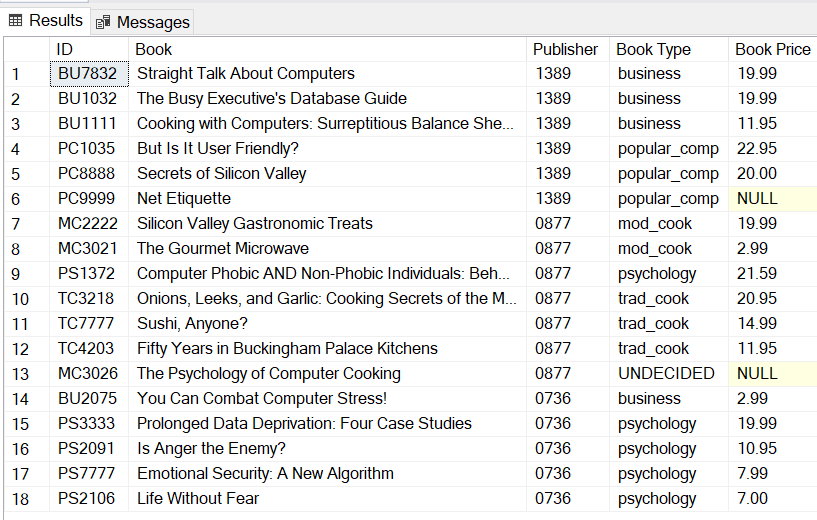 Results Messages
ID Book Publisher Book Type Book Price
1 BU7832 Straight Talk About Computers 1389 business 19.99
2 BU1032 The Busy Executive's Database Guide 1389 business 19.99
3 BU1111 Cooking with Computers: Surreptitious Balance She... 1389 business 11.95
4 PC1035 But Is It User Friendly? 1389 popular_comp 22.95
5 PC8888 Secrets of Silicon Valley 1389 popular_comp 20.00
6 PC9999 Net Etiquette 1389 popular_comp NULL
7 MC2222 Silicon Valley Gastronomic Treats 0877 mod_cook 19.99
8 MC3021 The Gourmet Microwave 0877 mod_cook 2.99
9 PS1372 Computer Phobic AND Non-Phobic Individuals: Beh... 0877 psychology 21.59
10 TC3218 Onions, Leeks, and Garlic: Cooking Secrets of the M... 0877 trad_cook 20.95
11 TC7777 Sushi, Anyone? 0877 trad_cook 14.99
12 TC4203 Fifty Years in Buckingham Palace Kitchens 0877 trad_cook 11.95
13 MC3026 The Psychology of Computer Cooking 0877 UNDECIDED NULL
14 BU2075 You Can Combat Computer Stress! 0736 business 2.99
15 PS3333 Prolonged Data Deprivation: Four Case Studies 0736 psychology 19.99
16 PS2091 Is Anger the Enemy? 0736 psychology 10.95
17 PS7777 Emotional Security: A New Algorithm 0736 psychology 7.99
18 PS2106 Life Without Fear 0736 psychology 7.00